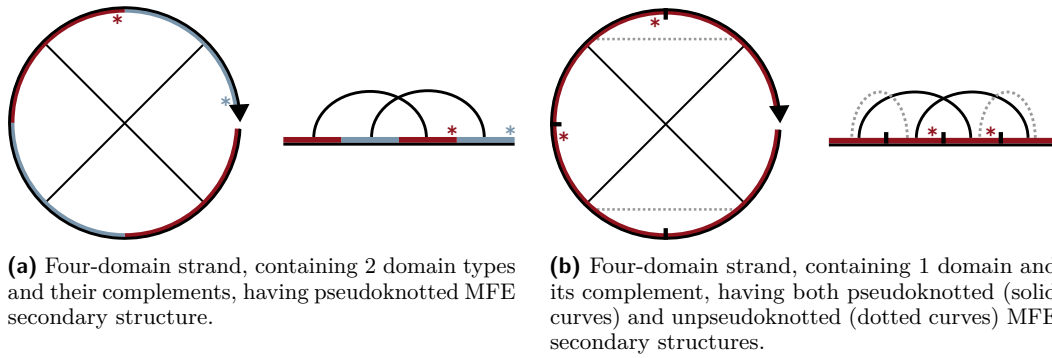 (a) Four-domain strand, containing 2 domain types
and their complements, having pseudoknotted MFE
secondary structure.
(b) Four-domain strand, containing 1 domain and
its complement, having both pseudoknotted (solid
curves) and unpseudoknotted (dotted curves) MFE
secondary structures.